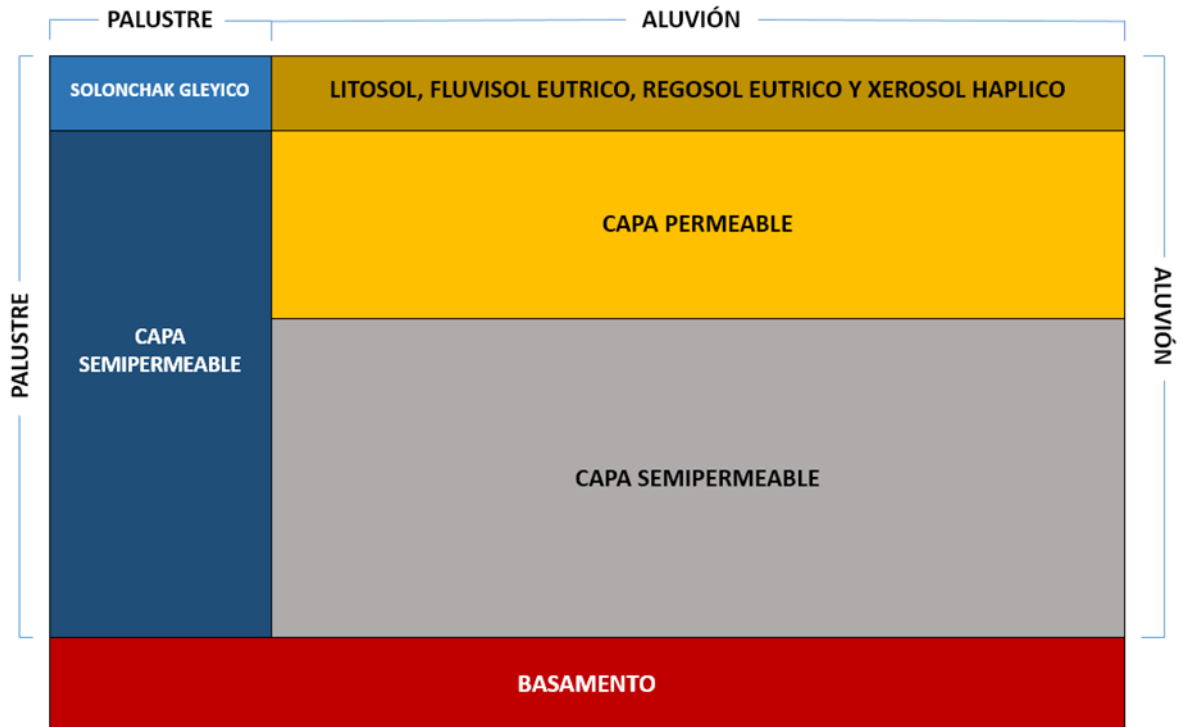 PALUSTRE
ALUVIÓN
SOLONCHAK GLEYICO
LITOSOL, FLUVISOL EUTRICO, REGOSOL EUTRICO Y XEROSOL HAPLICO
CAPA PERMEABLE
PALUSTRE
ALUVIÓN
CAPA
SEMIPERMEABLE
CAPA SEMIPERMEABLE
BASAMENTO